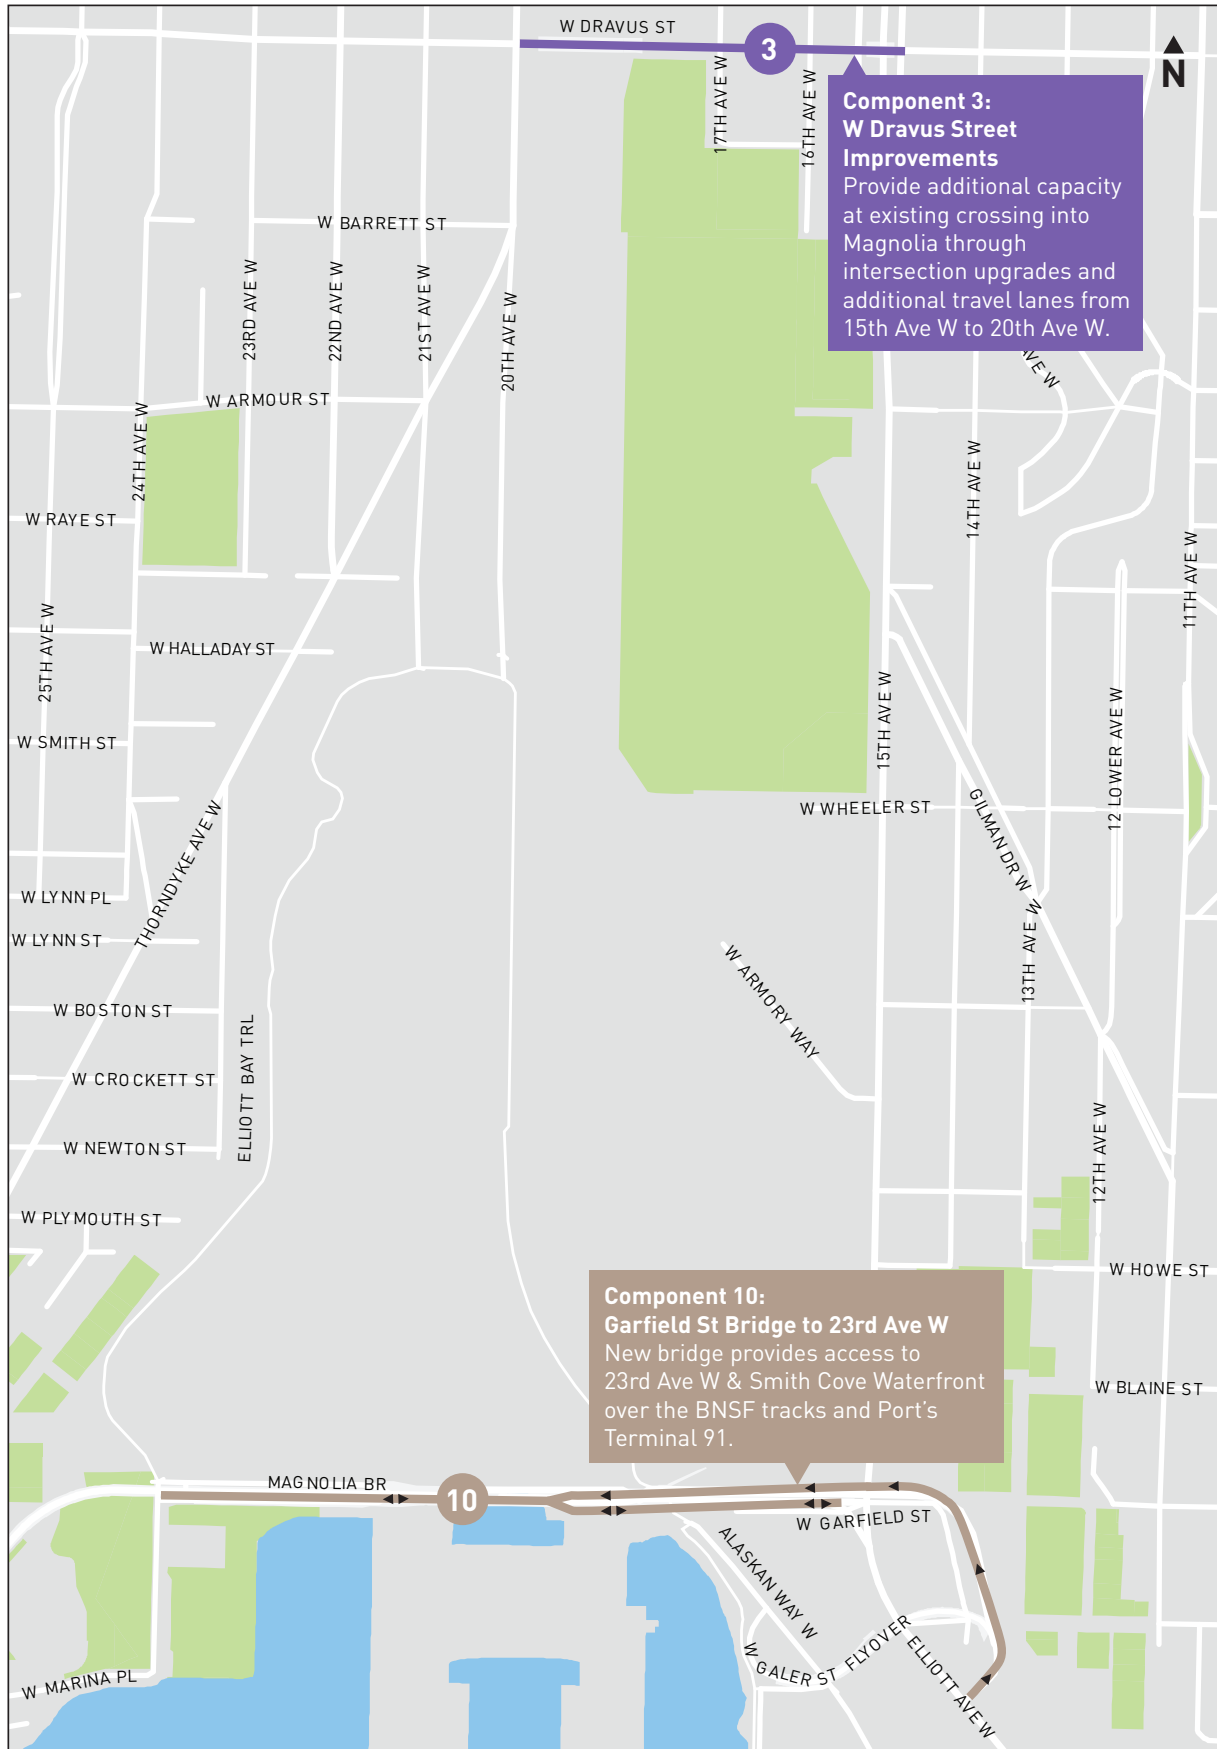 W DRAVUS ST
3
N
17TH AVE W
16TH AVE W
Component 3:
W Dravus Street
Improvements
Provide additional capacity
at existing crossing into
Magnolia through
intersection upgrades and
additional travel lanes from
15th Ave W to 20th Ave W.
W BARRETT ST
23RD AVE W
22ND AVE W
21ST AVE W
20TH AVE W
AVE W
W ARMOUR ST
24TH AVE W
14TH AVE W
W RAYE ST
11TH AVE W
25TH AVE W
W HALLADAY ST
15TH AVE W
12 LOWER AVE W
W SMITH ST
W WHEELER ST
GILMAN DR W
THORNDYKE AVE W
W LYNN PL
W LYNN ST
13TH AVE W
W ARMORY WAY
W BOSTON ST
ELLIOTT BAY TRL
W CROCKETT ST
12TH AVE W
W NEWTON ST
W PLYMOUTH ST
W HOWE ST
Component 10:
Garfield St Bridge to 23rd Ave W
New bridge provides access to
23rd Ave W & Smith Cove Waterfront
over the BNSF tracks and Port's
Terminal 91.
W BLAINE ST
MAGNOLIA BR
10
W GARFIELD ST
ALASKAN WAY W
W GALER ST FLYOVER
ELLIOTT AVE W
W MARINA PL